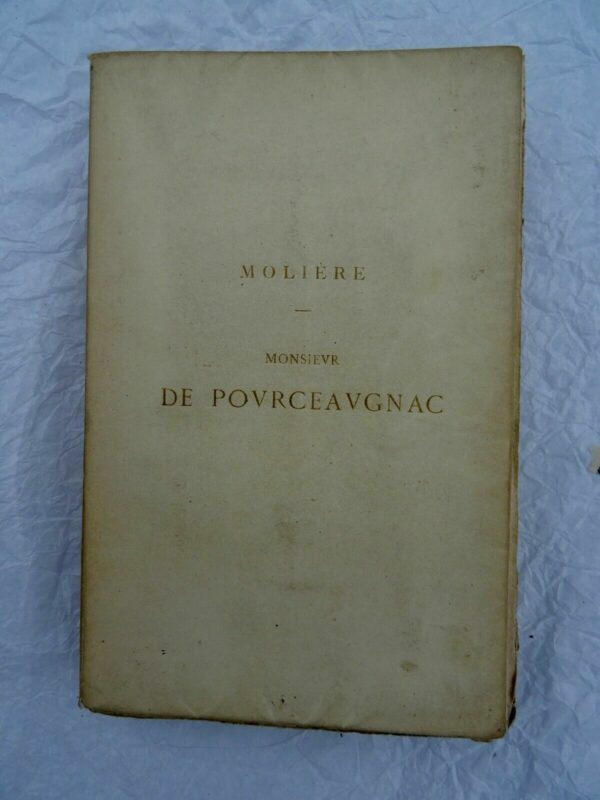 MOLIÈRE
—
MONSIEVR
DE POVRCEAVGNAC